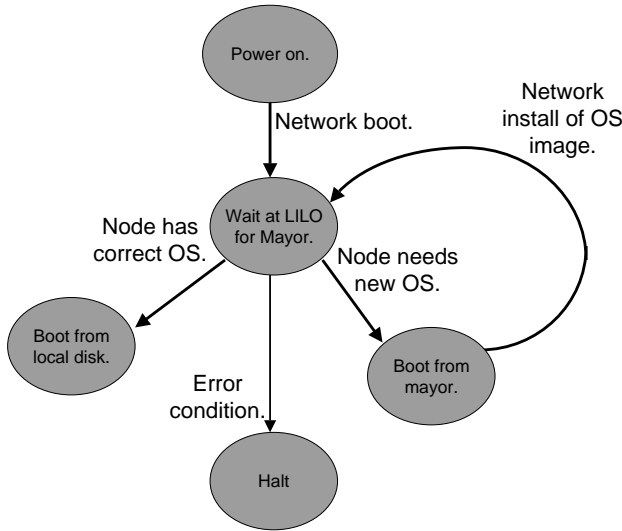 Power on.
Network boot.
Network
install of OS
image.
Wait at LILO
for Mayor.
Node has
correct OS.
Node needs
new OS.
Boot from
local disk.
Boot from
mayor.
Error
condition.
Halt